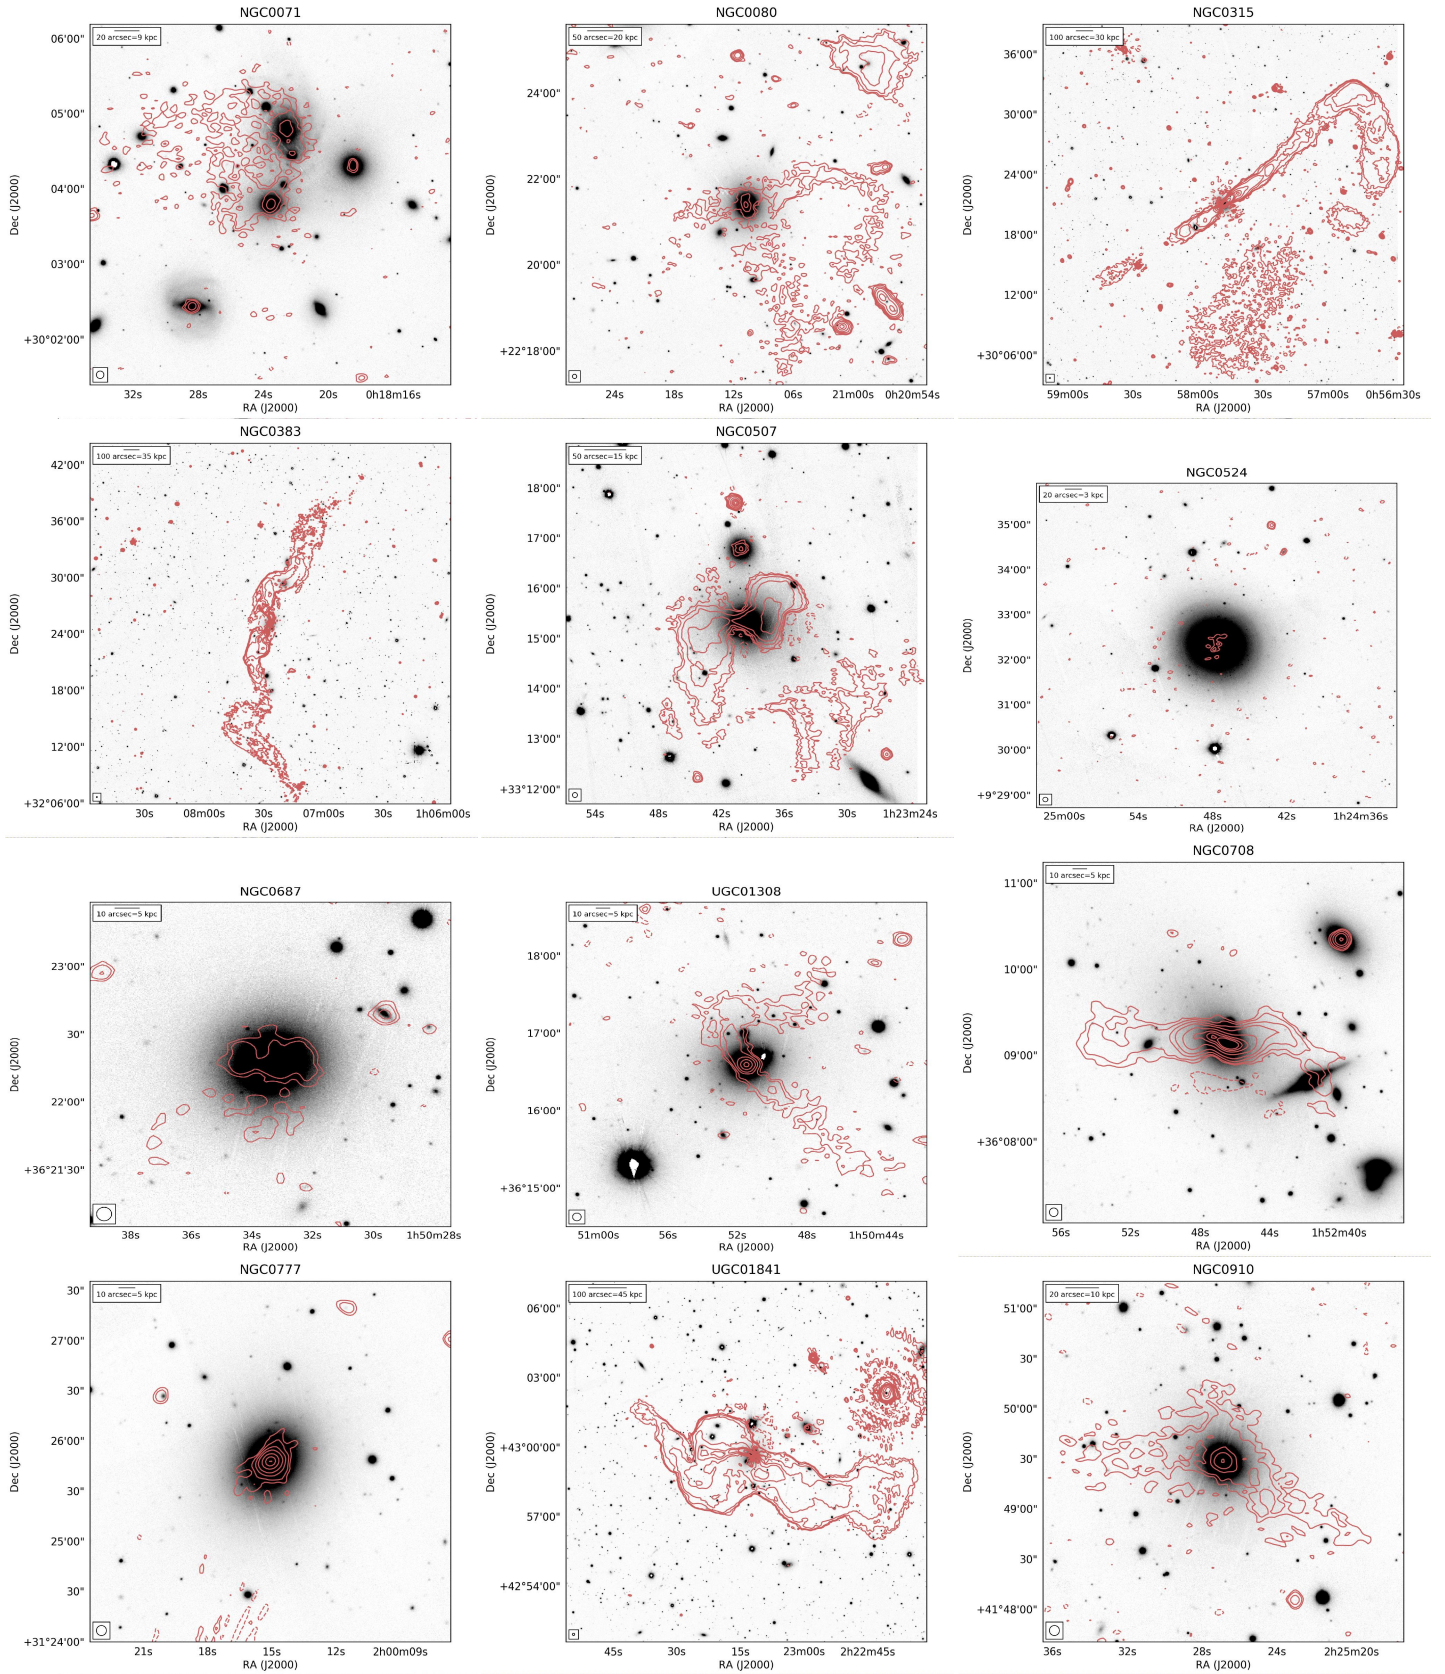 NGC0071
20 arcsec=9 kpc
06'00"
05'00"
04'00"
03'00"
+30°02'00"
Dec (J2000)
32s 28s 24s 20s 0h18m16s
RA (J2000)
NGC0080
50 arcsec=20 kpc
24'00"
22'00"
20'00"
+22°18'00"
Dec (J2000)
24s 18s 12s 06s 21m00s 0h20m54s
RA (J2000)
NGC0315
100 arcsec=30 kpc
36'00"
30'00"
24'00"
18'00"
12'00"
+30°06'00"
Dec (J2000)
59m00s 30s 58m00s 30s 57m00s 0h56m30s
RA (J2000)
NGC0383
100 arcsec=35 kpc
42'00"
36'00"
30'00"
24'00"
18'00"
12'00"
+32°06'00"
Dec (J2000)
30s 08m00s 30s 07m00s 30s 1h06m00s
RA (J2000)
NGC0507
50 arcsec=15 kpc
18'00"
17'00"
16'00"
15'00"
14'00"
13'00"
+33°12'00"
Dec (J2000)
54s 48s 42s 36s 30s 1h23m24s
RA (J2000)
NGC0524
20 arcsec=3 kpc
35'00"
34'00"
33'00"
32'00"
31'00"
30'00"
+9°29'00"
Dec (J2000)
25m00s 54s 48s 42s 1h24m36s
RA (J2000)
NGC0687
10 arcsec=5 kpc
23'00"
30"
22'00"
+36°21'30"
Dec (J2000)
38s 36s 34s 32s 30s 1h50m28s
RA (J2000)
UGC01308
10 arcsec=5 kpc
18'00"
17'00"
16'00"
+36°15'00"
Dec (J2000)
51m00s 56s 52s 48s 1h50m44s
RA (J2000)
NGC0708
10 arcsec=5 kpc
11'00"
10'00"
09'00"
+36°08'00"
Dec (J2000)
56s 52s 48s 44s 1h52m40s
RA (J2000)
NGC0777
10 arcsec=5 kpc
30"
27'00"
30"
26'00"
30"
25'00"
30"
+31°24'00"
Dec (J2000)
21s 18s 15s 12s 2h00m09s
RA (J2000)
UGC01841
100 arcsec=45 kpc
06'00"
03'00"
+43°00'00"
57'00"
+42°54'00"
Dec (J2000)
45s 30s 15s 23m00s 2h22m45s
RA (J2000)
NGC0910
20 arcsec=10 kpc
51'00"
30"
50'00"
30"
49'00"
30"
+41°48'00"
Dec (J2000)
36s 32s 28s 24s 2h25m20s
RA (J2000)